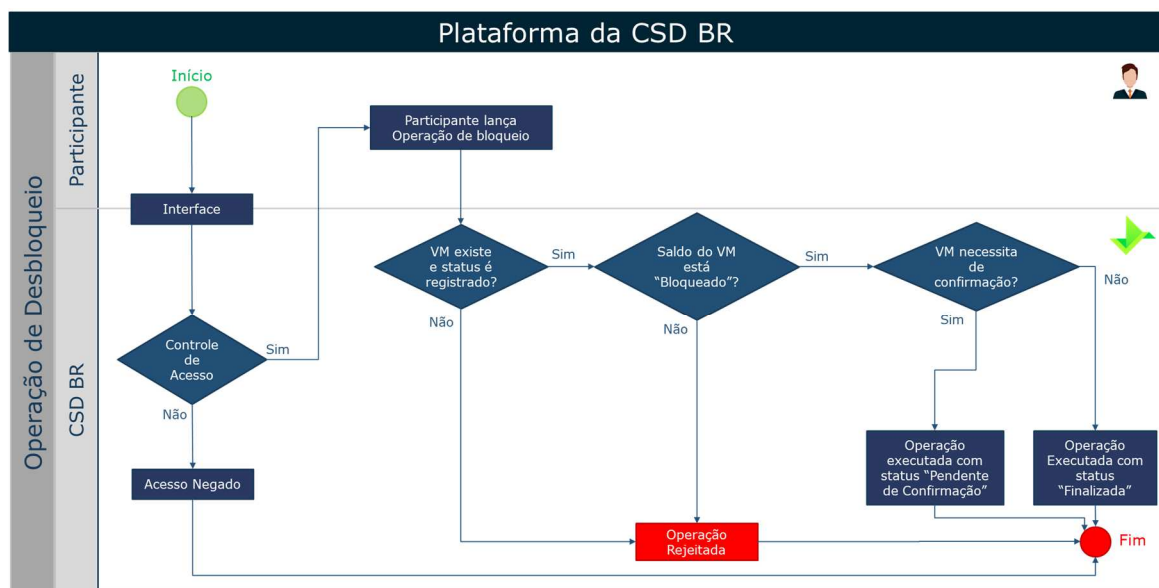 Plataforma da CSD BR
Operação de Desbloqueio
Participante
CSD BR
Início
Interface
Controle
de
Acesso
Sim
Não
Acesso Negado
Participante lança
Operação de bloqueio
VM existe
e status é
registrado?
Sim
Não
Saldo do VM
está
“Bloqueado”?
Sim
Não
VM necessita
de
confirmação?
Não
Sim
Operação
executada com
status “Pendente
de Confirmação”
Operação
Executada com
status
“Finalizada”
Operação
Rejeitada
Fim